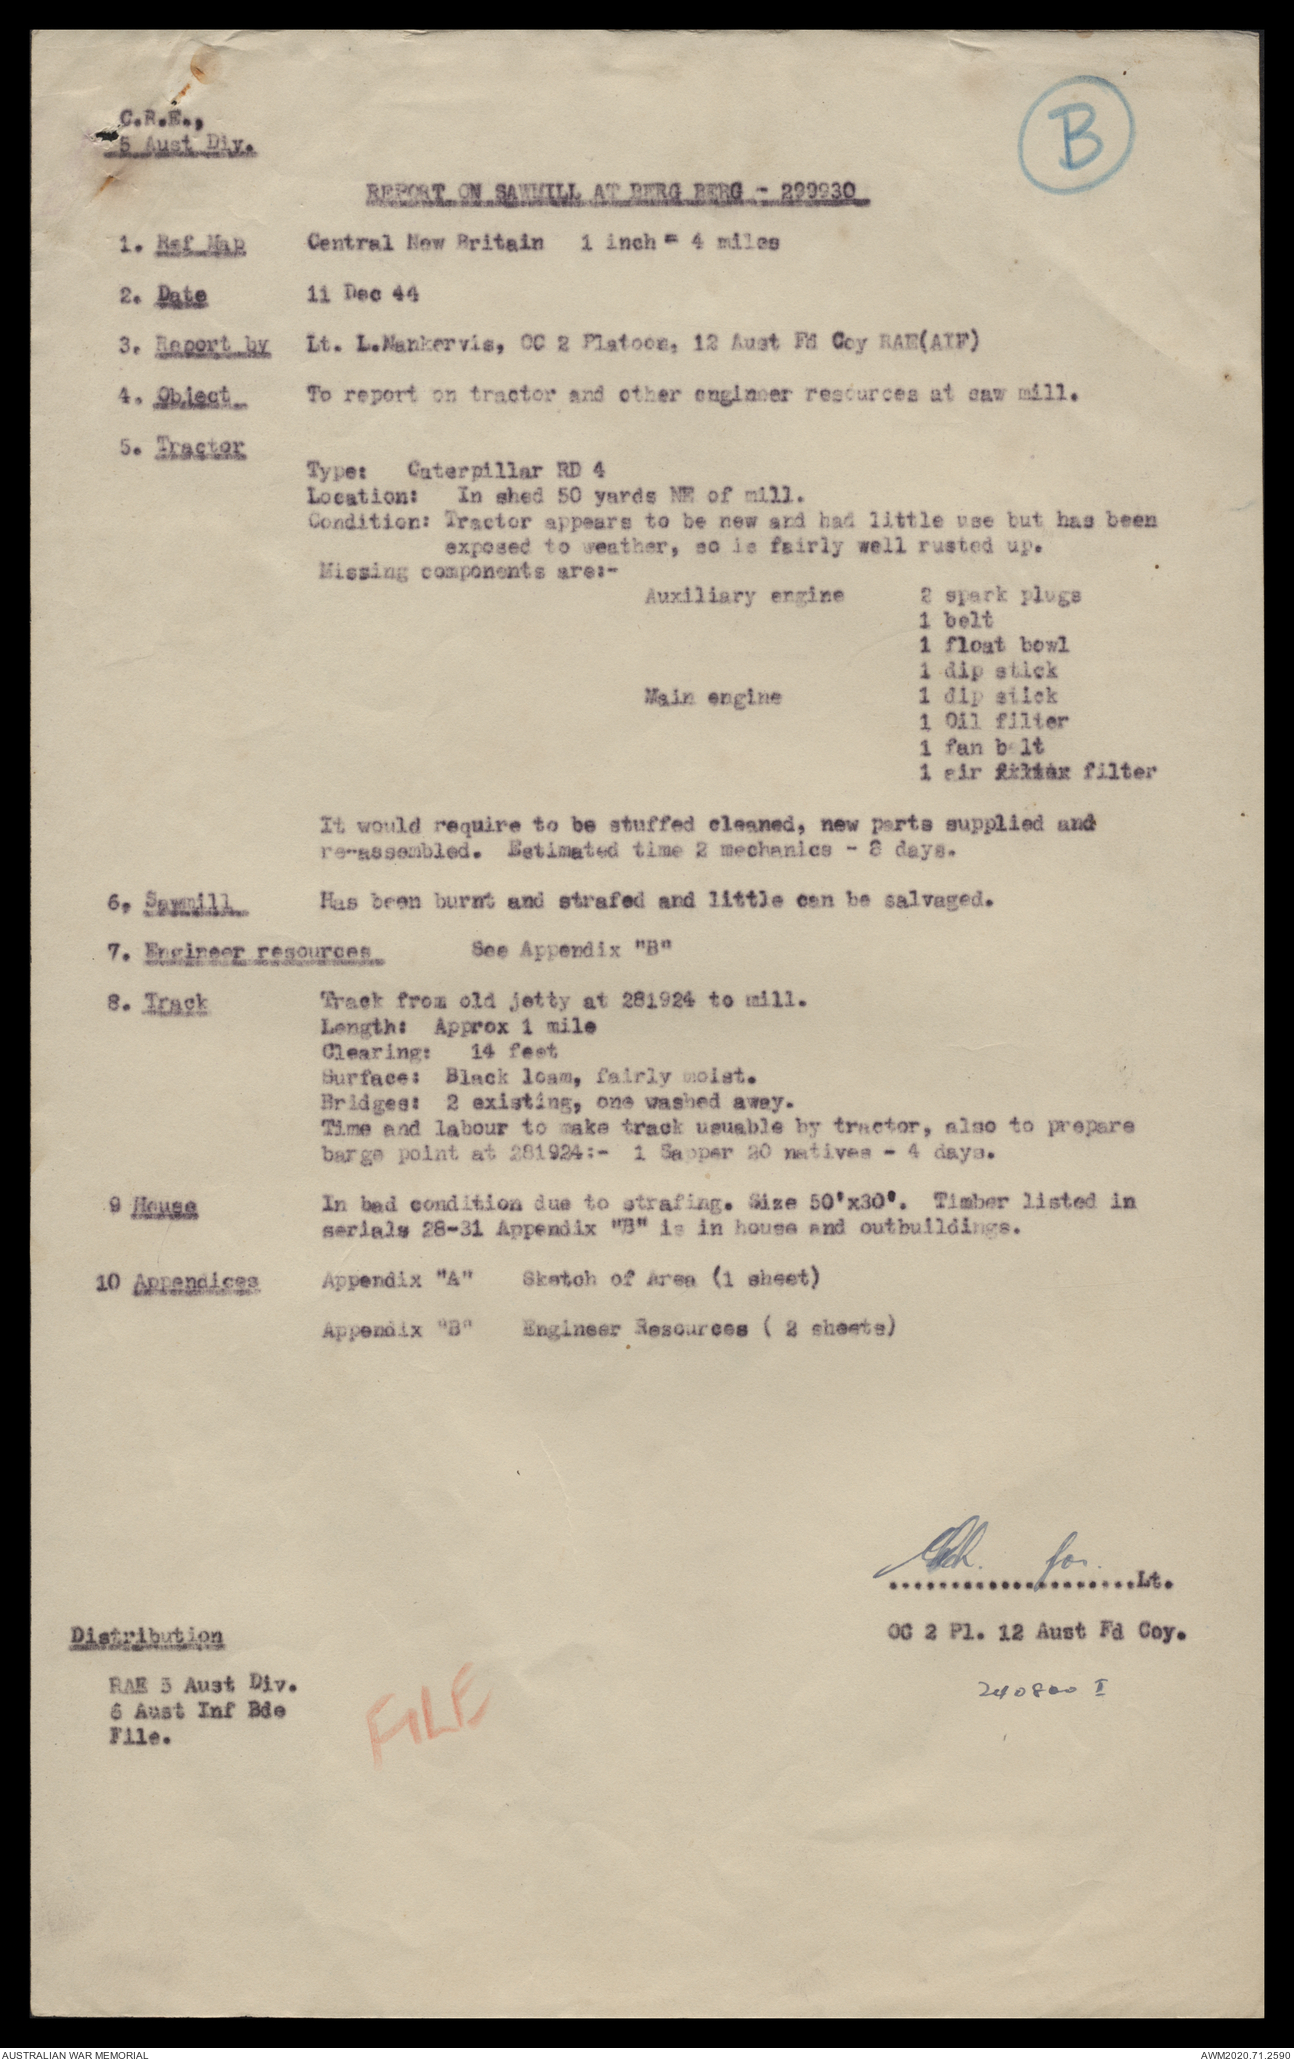 B
C.R.E.,
5 Aust Div.
REPORT ON SAWMILL AT BERG BERG - 299930
1. Ref Map Central New Britain 1 inch = 4 miles
2. Date 11 Dec 44
3. Report by Lt. L.Nankervis, OC 2 Platoon, 12 Aust Fd Coy RAE(AIF)
4. Object To report on tractor and other engineer resources at saw mill.
5. Tractor
Type: Caterpillar RD 4
Location: In shed 50 yards NE of mill.
Condition: Tractor appears to be new and had little use but has been
exposed to weather, so is fairly well rusted up.
Missing components are:-
Auxiliary engine 2 spark plugs
1 belt
1 float bowl
1 dip stick
Main engine 1 dip stick
1 Oil filter
1 fan belt
1 air filter
It would require to be stuffed cleaned, new parts supplied and
re-assembled. Estimated time 2 mechanics - 8 days.
6. Sawmill Has been burnt and strafed and little can be salvaged.
7. Engineer resources See Appendix "B"
8. Track Track from old jetty at 281924 to mill.
Length: Approx 1 mile
Clearing: 14 feet
Surface: Black loam, fairly moist.
Bridges: 2 existing, one washed away.
Time and labour to make track usuable by tractor, also to prepare
barge point at 281924:- 1 Sapper 20 natives - 4 days.
9 House In bad condition due to strafing. Size 50'x30'. Timber listed in
serials 28-31 Appendix "B" is in house and outbuildings.
10 Appendices Appendix "A" Sketch of Area (1 sheet)
Appendix "B" Engineer Resources ( 2 sheets)
for
....................Lt.
OC 2 Pl. 12 Aust Fd Coy.
240800 I
Distribution
RAE 5 Aust Div.
6 Aust Inf Bde
File.
FILE
AUSTRALIAN WAR MEMORIAL
AWM2020.71.2590